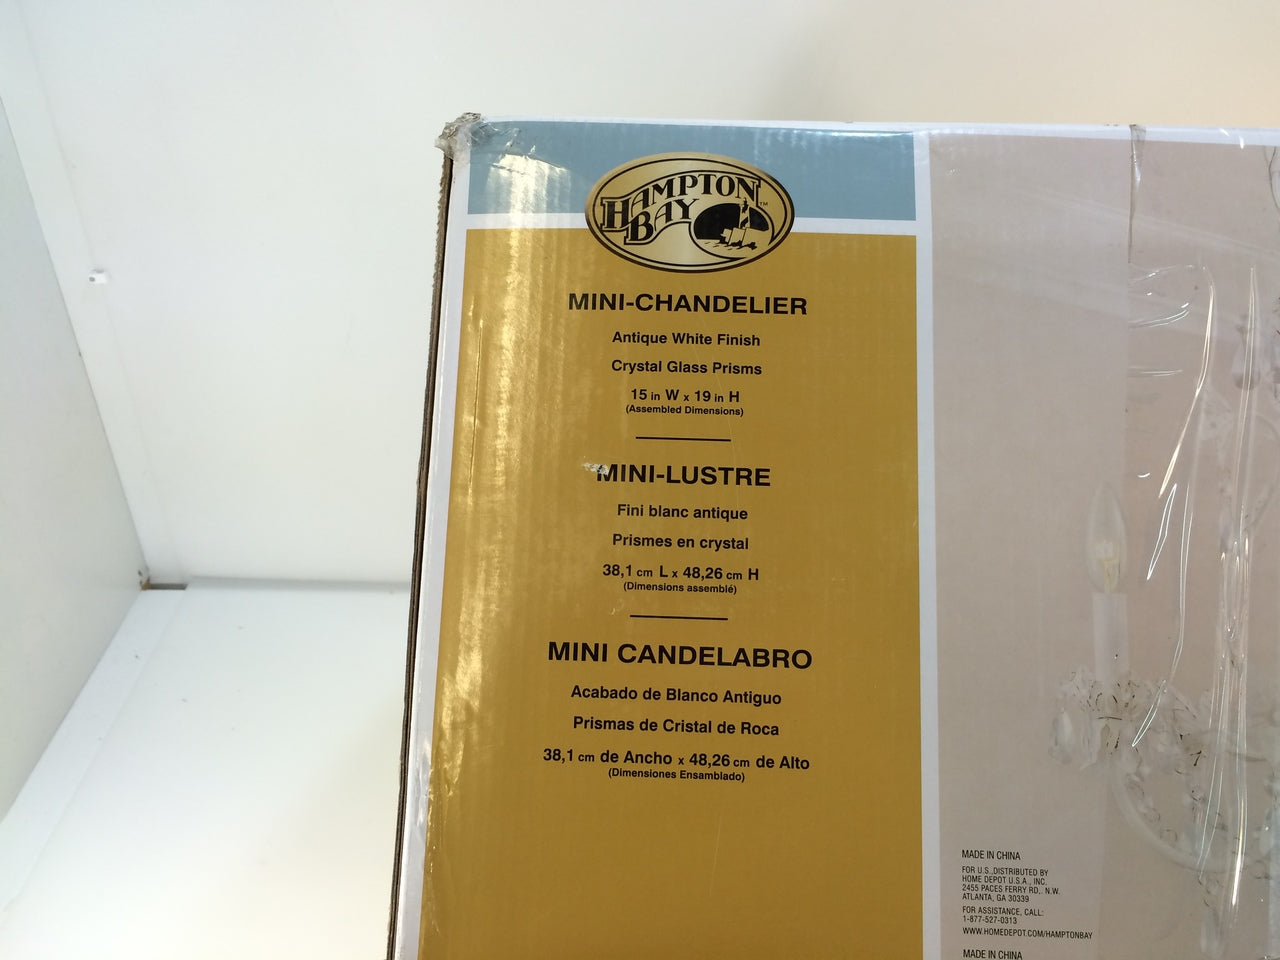 HAMPTON
BAY
TM
MINI-CHANDELIER
Antique White Finish
Crystal Glass Prisms
15 in W x 19 in H
(Assembled Dimensions)
MINI-LUSTRE
Fini blanc antique
Prismes en crystal
38,1 cm L x 48,26 cm H
(Dimensions assemblé)
MINI CANDELABRO
Acabado de Blanco Antiguo
Prismas de Cristal de Roca
38,1 cm de Ancho x 48,26 cm de Alto
(Dimensiones Ensamblado)
MADE IN CHINA
FOR U.S.,DISTRIBUTED BY
HOME DEPOT U.S.A., INC.
2455 PACES FERRY RD,. N.W.
ATLANTA, GA 30339
FOR ASSISTANCE, CALL:
1-877-527-0313
WWW.HOMEDEPOT.COM/HAMPTONBAY
MADE IN CHINA